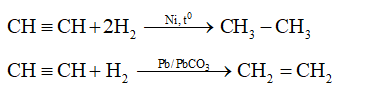 CH ≡ CH + 2H₂ —Ni, t⁰→ CH₃ − CH₃
CH ≡ CH + H₂ —Pb/PbCO₃→ CH₂ = CH₂